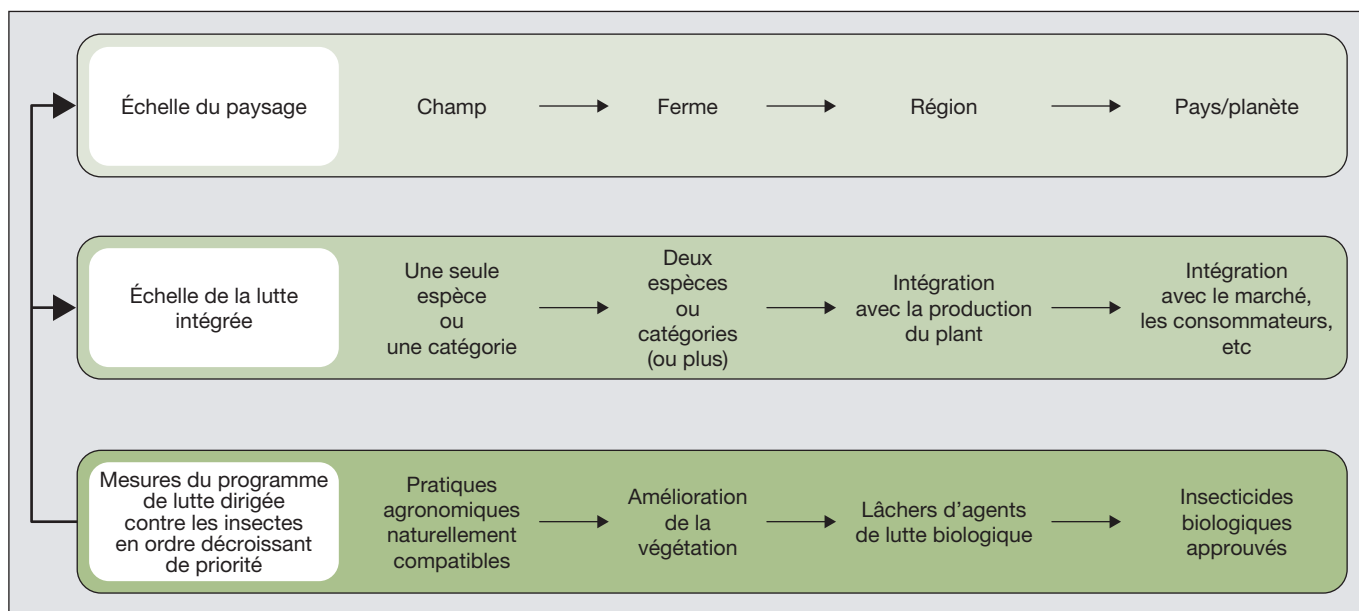 Échelle du paysage
Champ
Ferme
Région
Pays/planète
Échelle de la lutte
intégrée
Une seule
espèce
ou
une catégorie
Deux
espèces
ou
catégories
(ou plus)
Intégration
avec la production
du plant
Intégration
avec le marché,
les consommateurs,
etc
Mesures du programme
de lutte dirigée
contre les insectes
en ordre décroissant
de priorité
Pratiques
agronomiques
naturellement
compatibles
Amélioration
de la
végétation
Lâchers d'agents
de lutte biologique
Insecticides
biologiques
approuvés